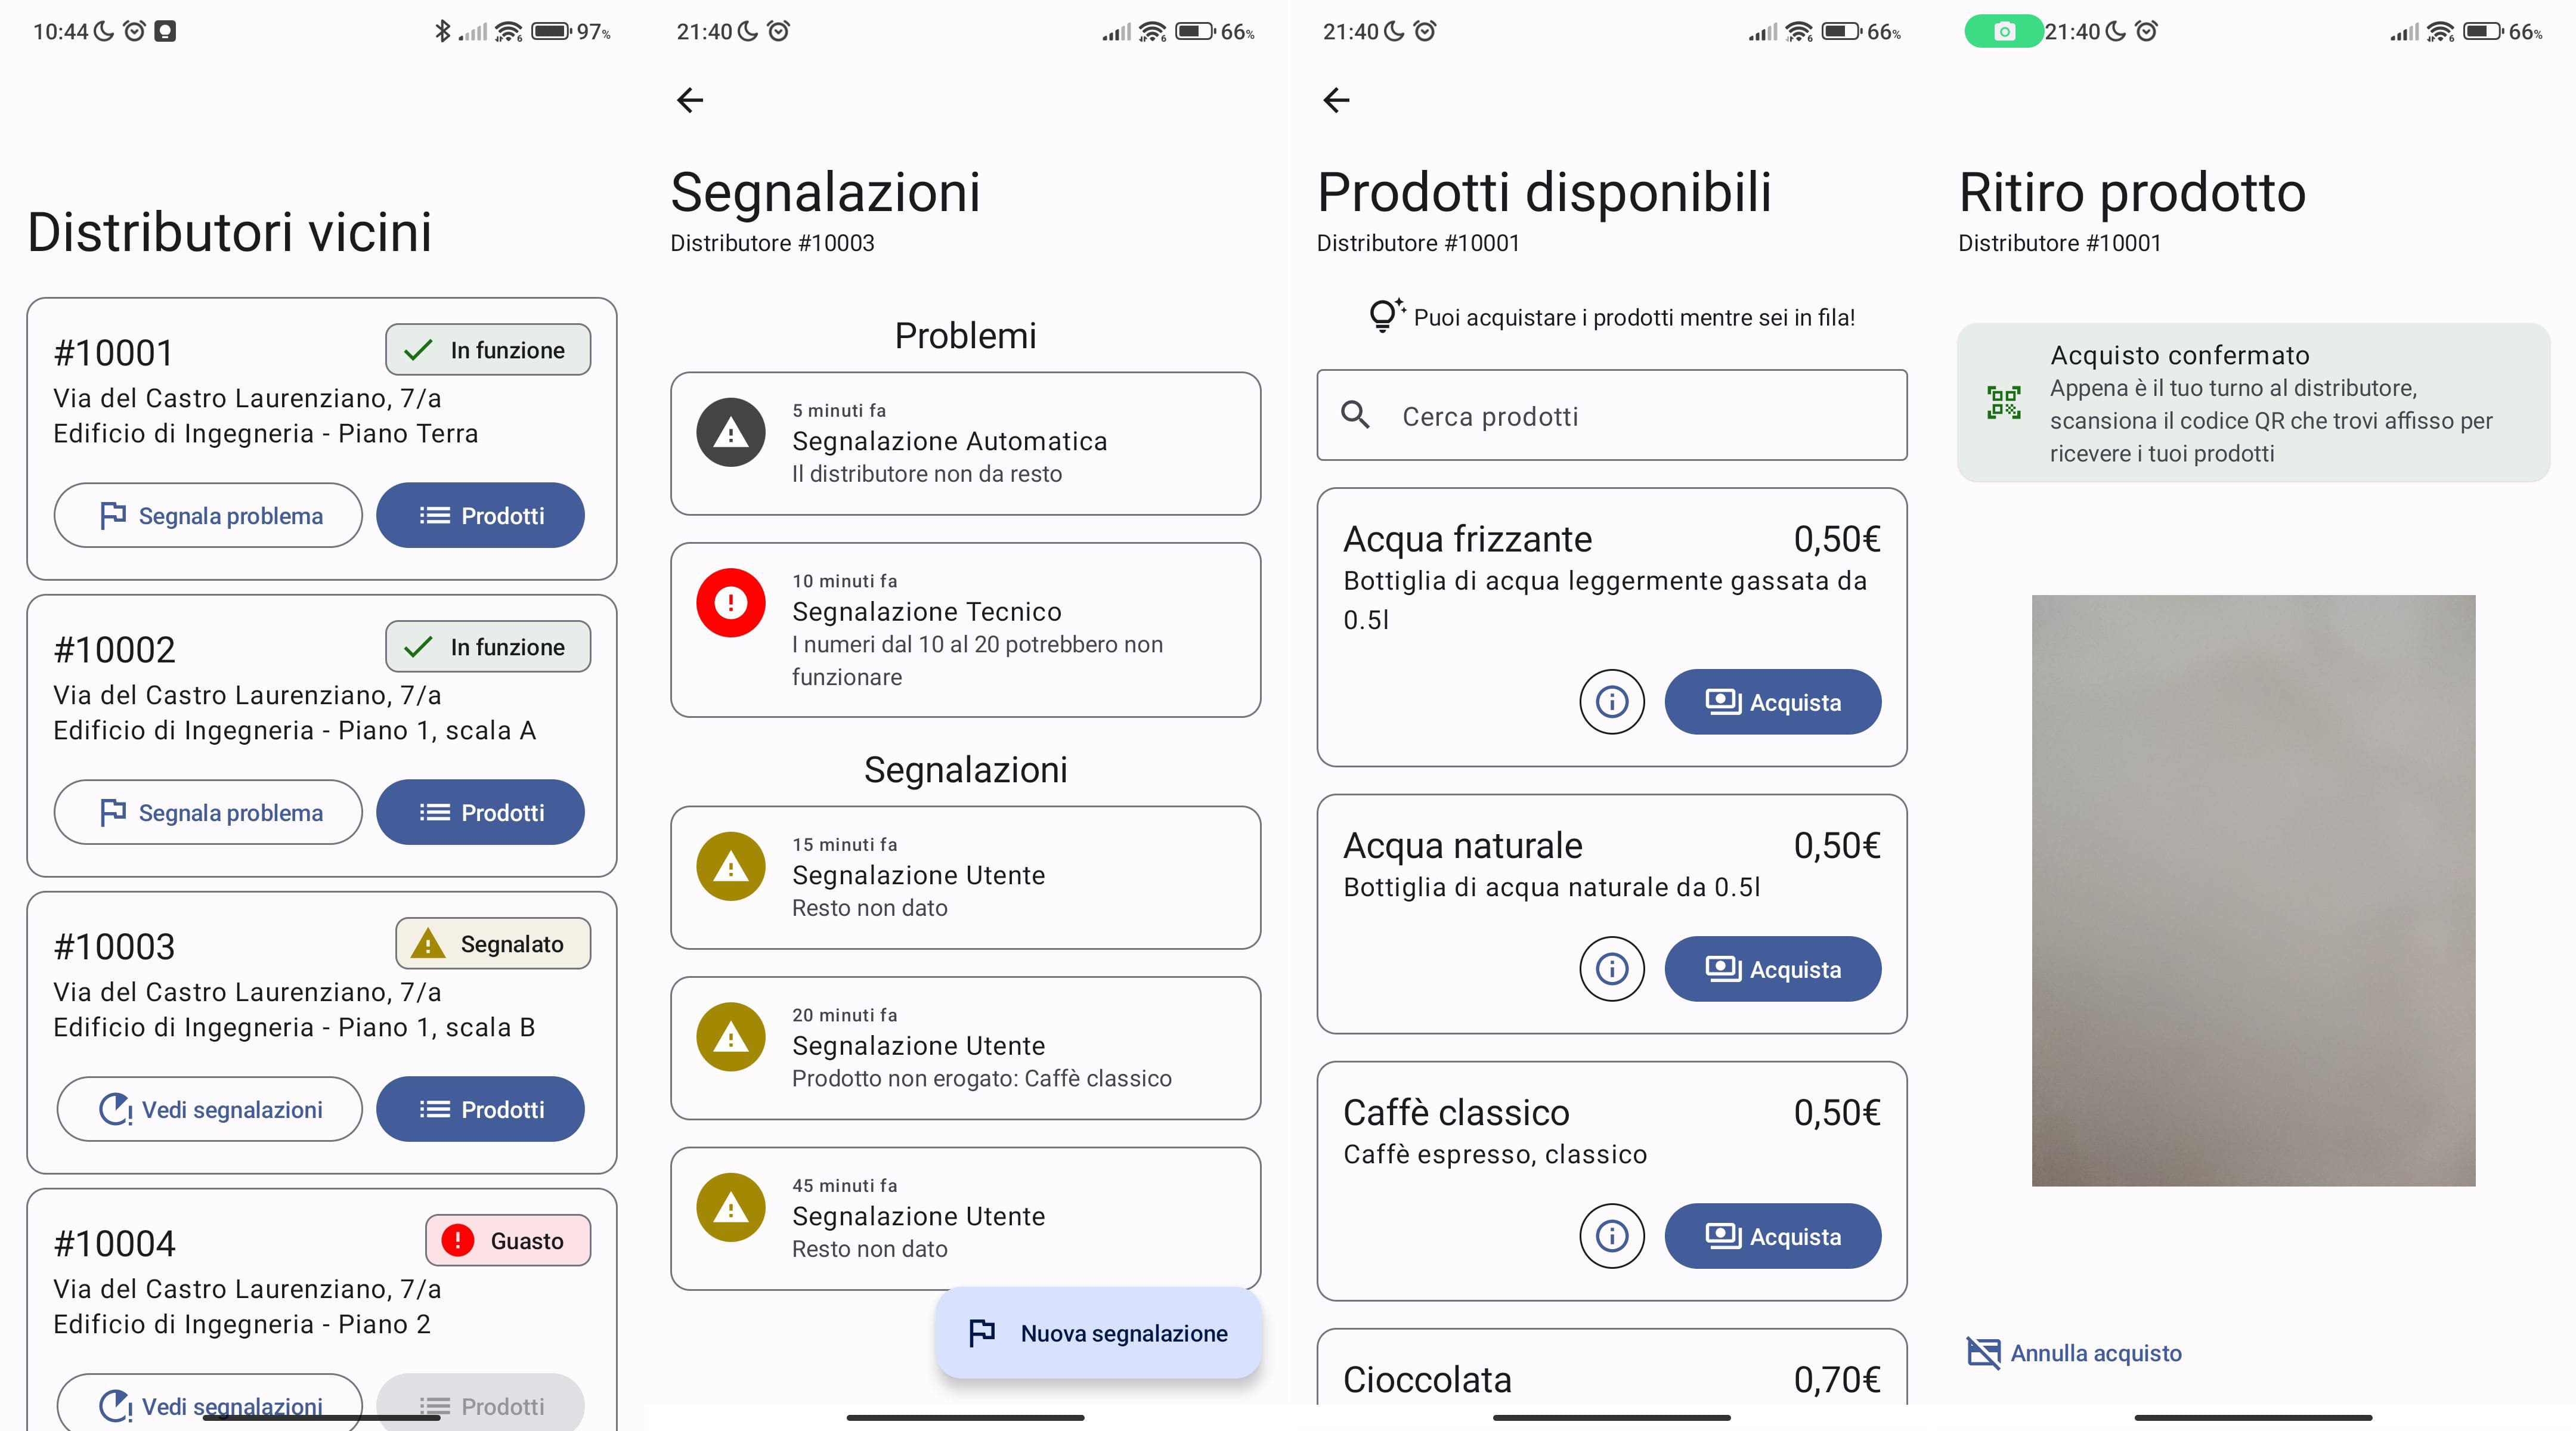 10:44
97%
Distributori vicini
#10001
In funzione
Via del Castro Laurenziano, 7/a
Edificio di Ingegneria - Piano Terra
Segnala problema
Prodotti
#10002
In funzione
Via del Castro Laurenziano, 7/a
Edificio di Ingegneria - Piano 1, scala A
Segnala problema
Prodotti
#10003
Segnalato
Via del Castro Laurenziano, 7/a
Edificio di Ingegneria - Piano 1, scala B
Vedi segnalazioni
Prodotti
#10004
Guasto
Via del Castro Laurenziano, 7/a
Edificio di Ingegneria - Piano 2
Vedi segnalazioni
Prodotti
21:40
66%
Segnalazioni
Distributore #10003
Problemi
5 minuti fa
Segnalazione Automatica
Il distributore non da resto
10 minuti fa
Segnalazione Tecnico
I numeri dal 10 al 20 potrebbero non
funzionare
Segnalazioni
15 minuti fa
Segnalazione Utente
Resto non dato
20 minuti fa
Segnalazione Utente
Prodotto non erogato: Caffè classico
45 minuti fa
Segnalazione Utente
Resto non dato
Nuova segnalazione
21:40
66%
Prodotti disponibili
Distributore #10001
Puoi acquistare i prodotti mentre sei in fila!
Cerca prodotti
Acqua frizzante
0,50€
Bottiglia di acqua leggermente gassata da
0.5l
Acquista
Acqua naturale
0,50€
Bottiglia di acqua naturale da 0.5l
Acquista
Caffè classico
0,50€
Caffè espresso, classico
Acquista
Cioccolata
0,70€
21:40
66%
Ritiro prodotto
Distributore #10001
Acquisto confermato
Appena è il tuo turno al distributore,
scansiona il codice QR che trovi affisso per
ricevere i tuoi prodotti
Annulla acquisto